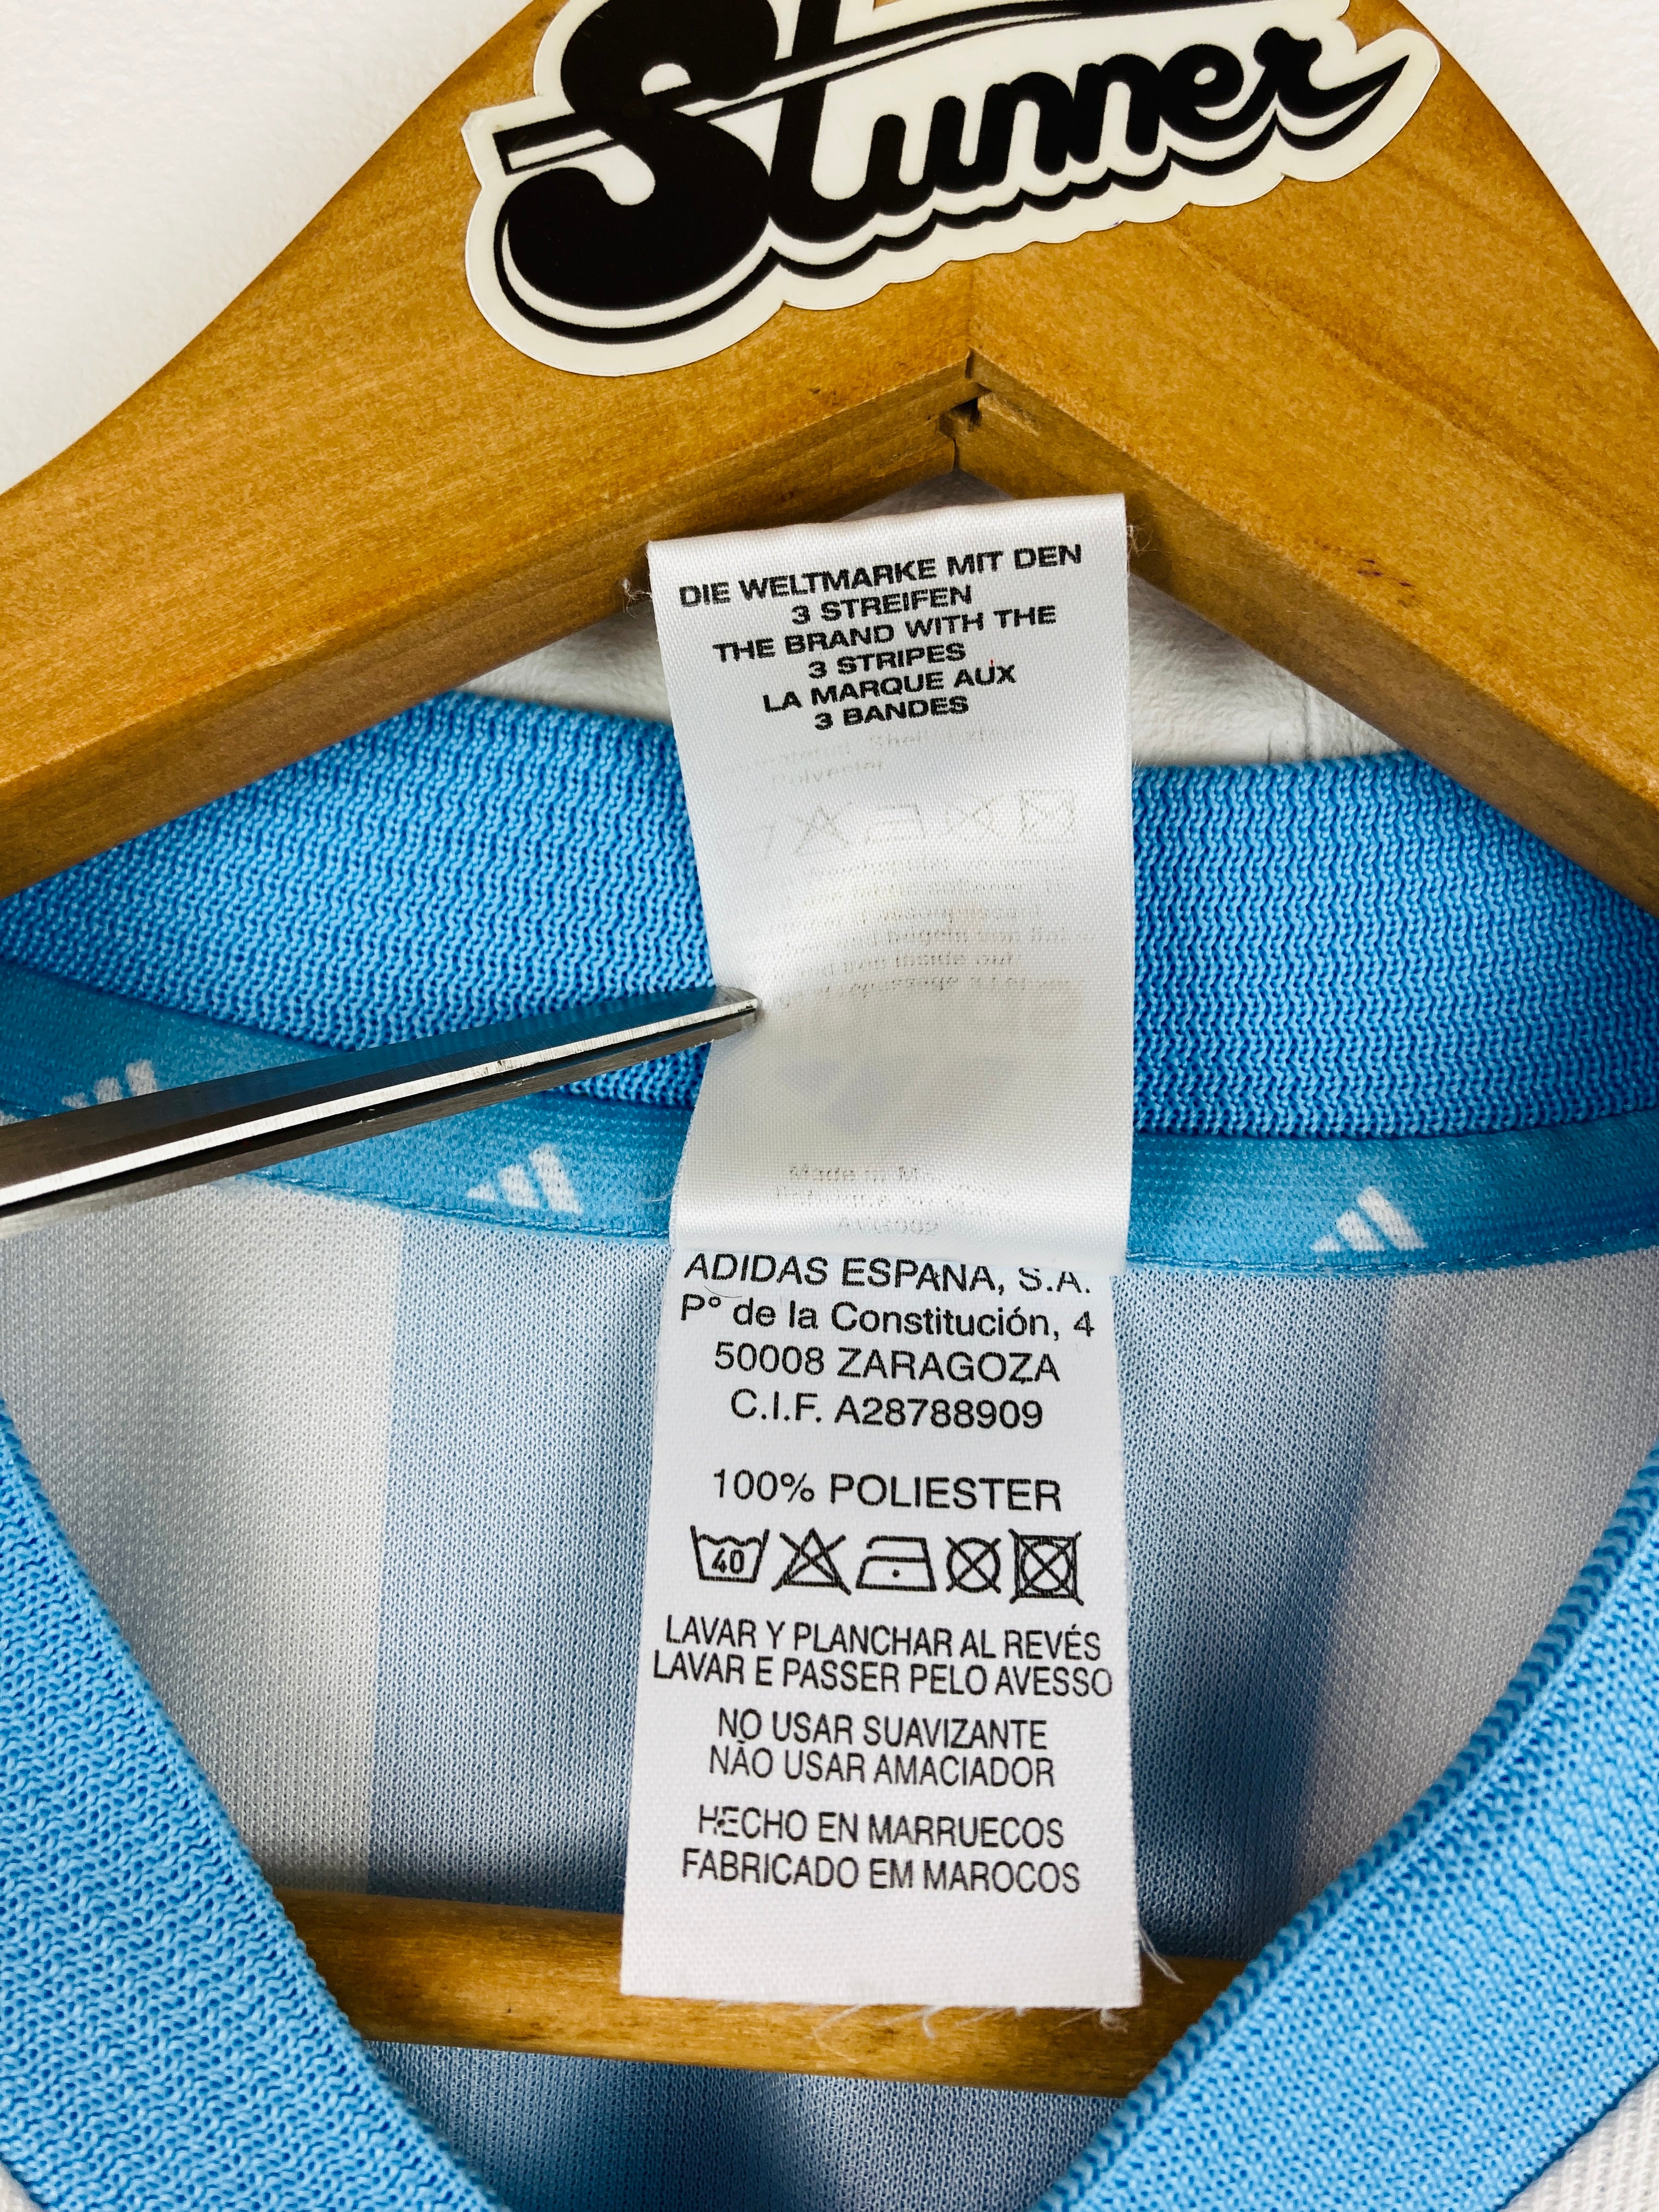 Stunner
DIE WELTMARKE MIT DEN
3 STREIFEN
THE BRAND WITH THE
3 STRIPES
LA MARQUE AUX
3 BANDES
ADIDAS ESPANA, S.A.
Pº de la Constitución, 4
50008 ZARAGOZA
C.I.F. A28788909
100% POLIESTER
40
LAVAR Y PLANCHAR AL REVÉS
LAVAR E PASSER PELO AVESSO
NO USAR SUAVIZANTE
NÃO USAR AMACIADOR
HECHO EN MARRUECOS
FABRICADO EM MAROCOS